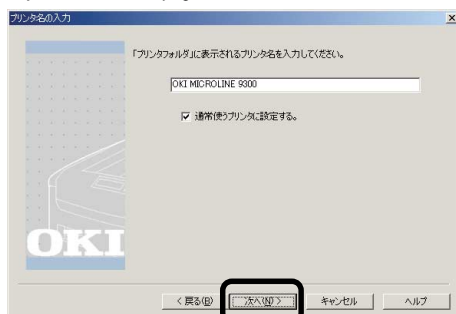 プリンタ名の入力
「プリンタフォルダ」に表示されるプリンタ名を入力してください。
OKI MICROLINE 9300
通常使うプリンタに設定する。
OKI
< 戻る(B)
次へ(N) >
キャンセル
ヘルプ